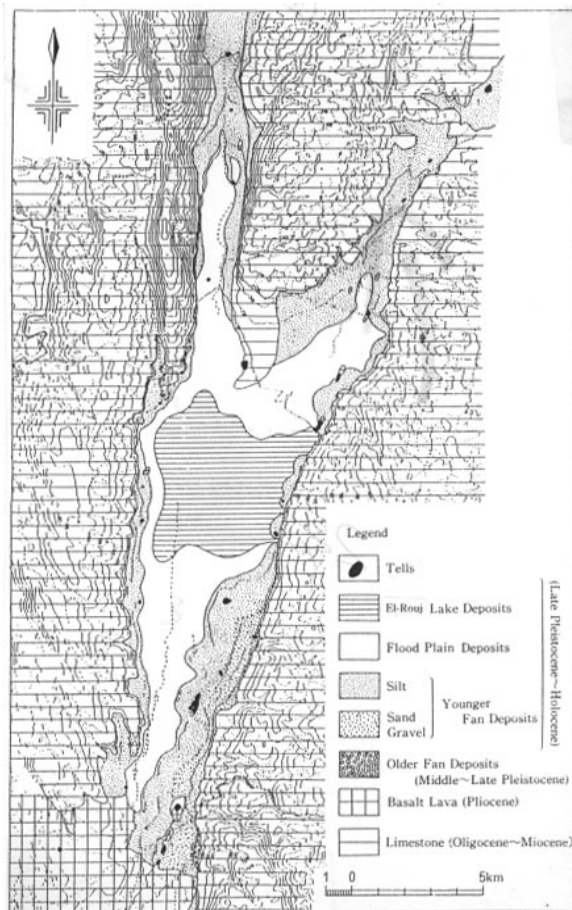 Legend
Tells
El-Rouj Lake Deposits
Flood Plain Deposits
Silt
Sand
Gravel
Younger
Fan Deposits
Older Fan Deposits
(Middle~Late Pleistocene)
Basalt Lava (Pliocene)
Limestone (Oligocene~Miocene)
(Late Pleistocene~Holocene)
1 0 5km